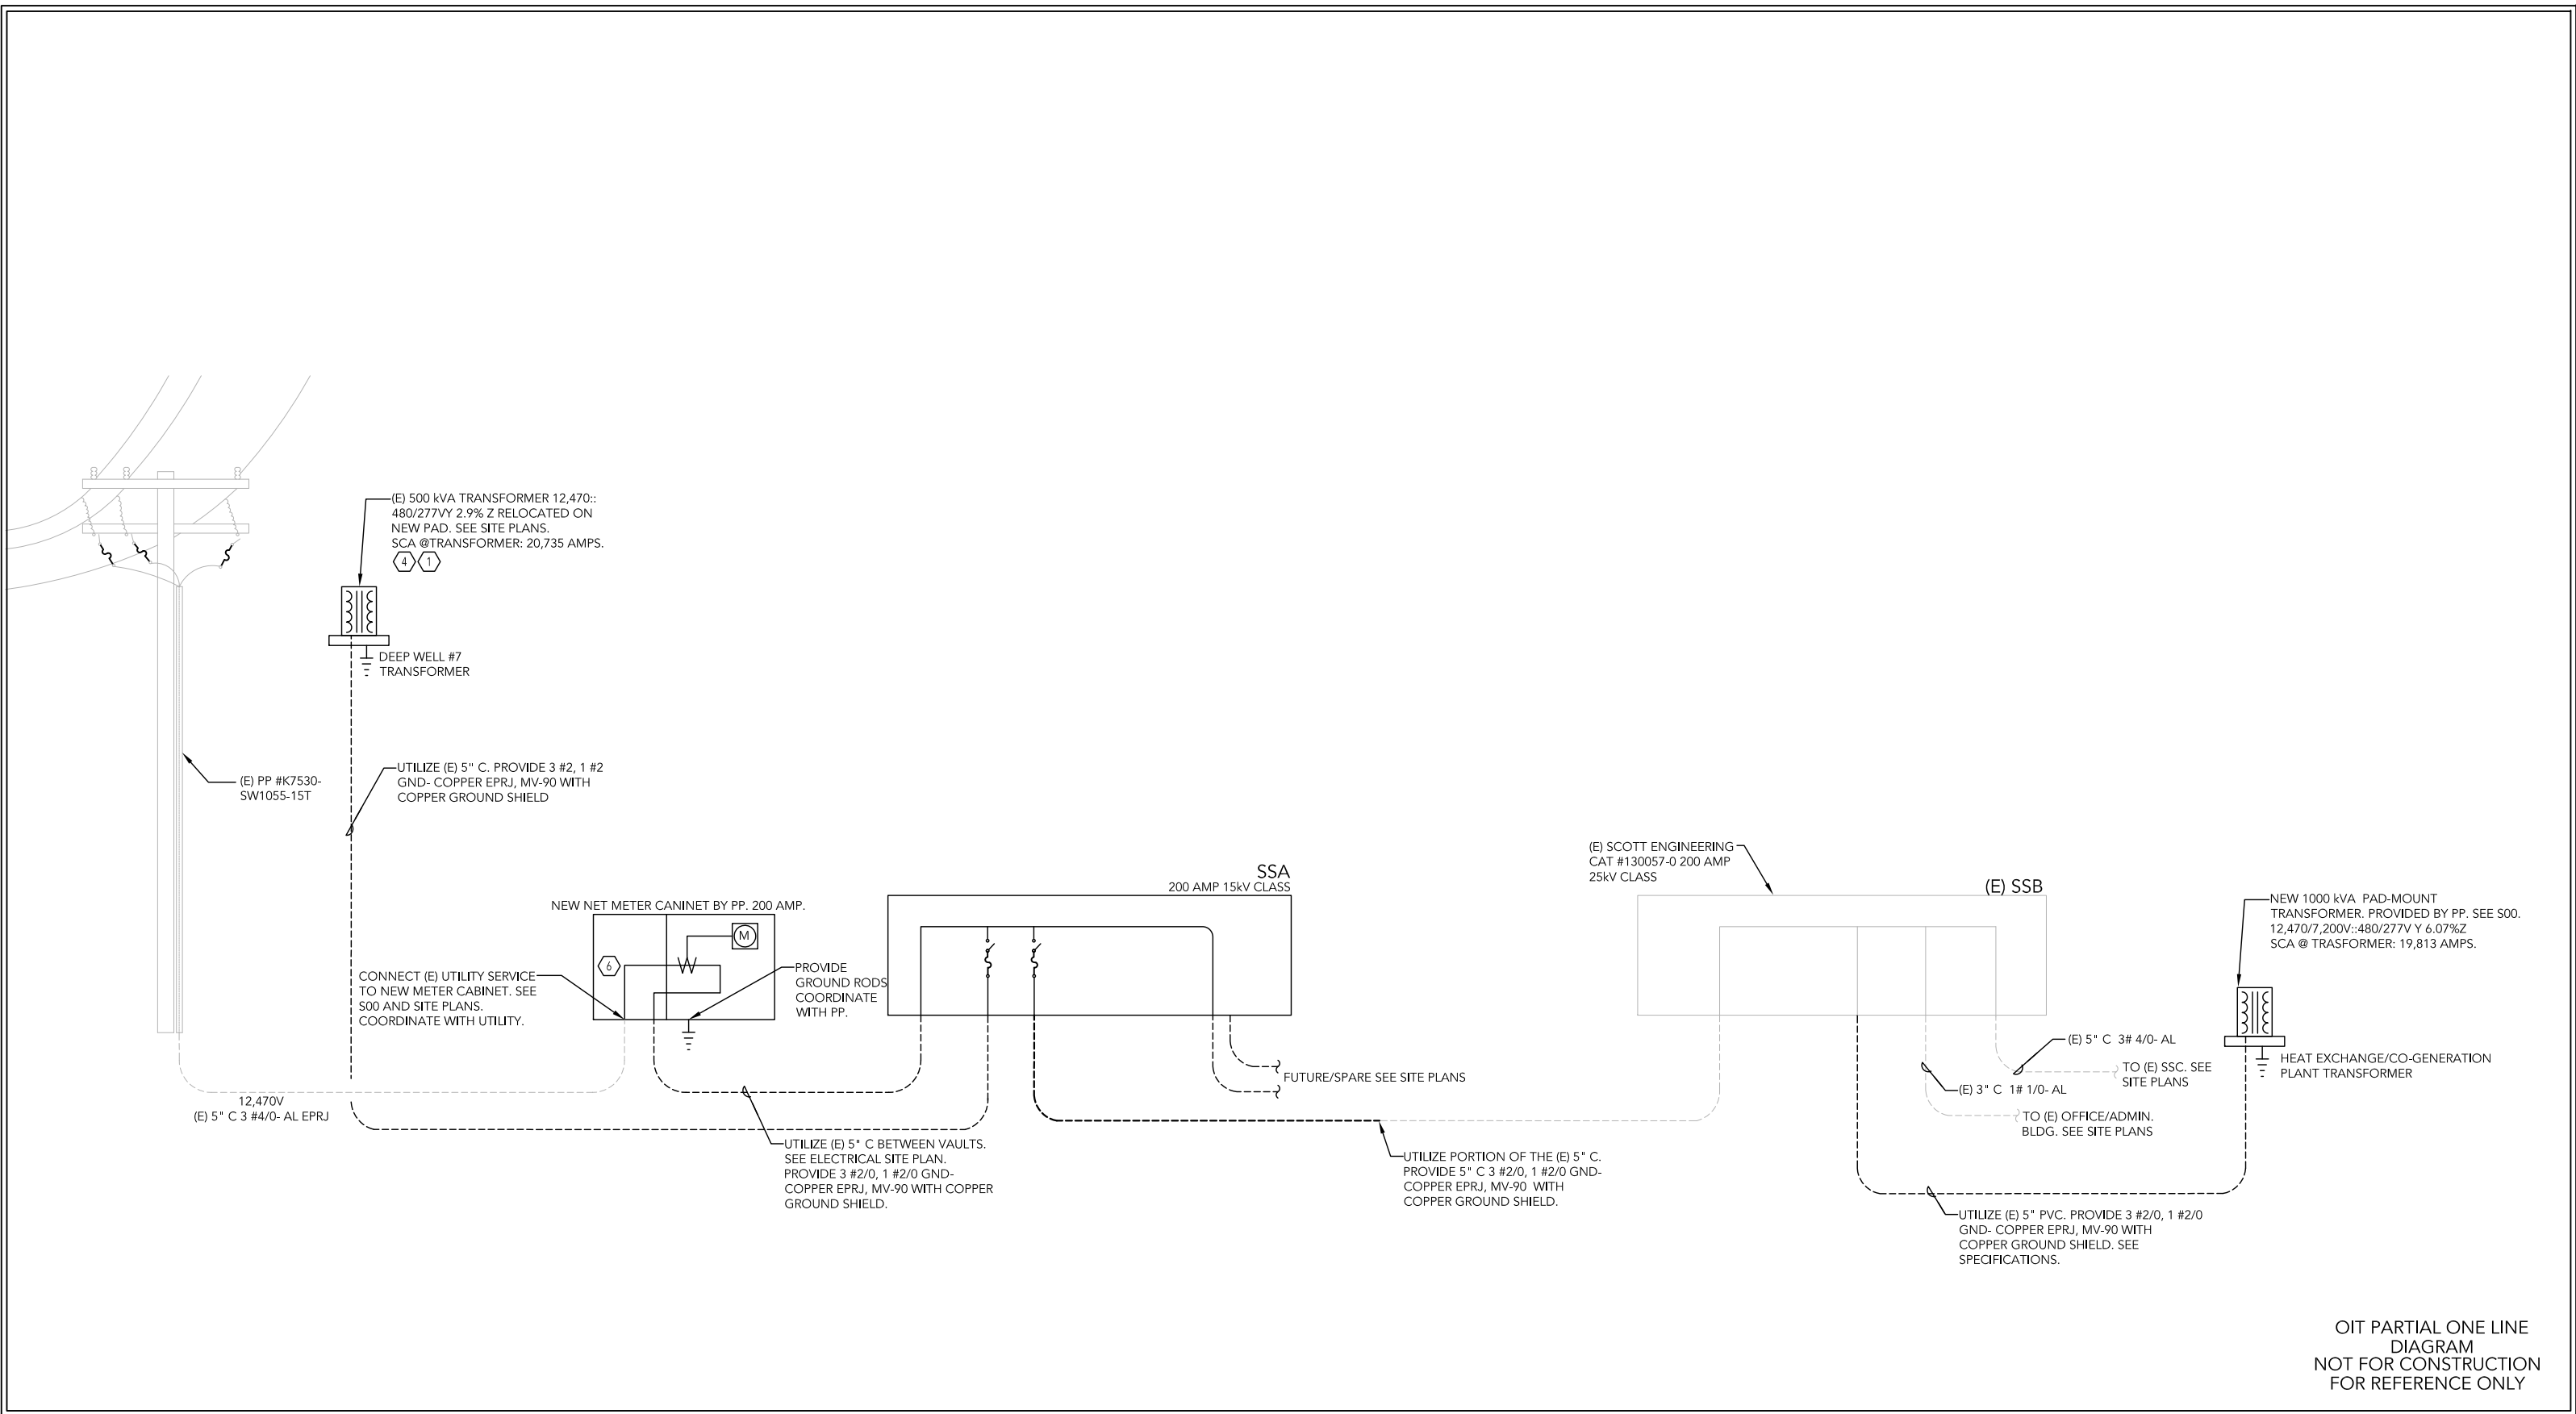 (E) 500 kVA TRANSFORMER 12,470::
480/277VY 2.9% Z RELOCATED ON
NEW PAD. SEE SITE PLANS.
SCA @TRANSFORMER: 20,735 AMPS.
4 1
DEEP WELL #7
TRANSFORMER
(E) PP #K7530-
SW1055-15T
UTILIZE (E) 5" C. PROVIDE 3 #2, 1 #2
GND- COPPER EPRJ, MV-90 WITH
COPPER GROUND SHIELD
NEW NET METER CANINET BY PP. 200 AMP.
M
6
CONNECT (E) UTILITY SERVICE
TO NEW METER CABINET. SEE
S00 AND SITE PLANS.
COORDINATE WITH UTILITY.
PROVIDE
GROUND RODS
COORDINATE
WITH PP.
12,470V
(E) 5" C 3 #4/0- AL EPRJ
SSA
200 AMP 15kV CLASS
FUTURE/SPARE SEE SITE PLANS
UTILIZE (E) 5" C BETWEEN VAULTS.
SEE ELECTRICAL SITE PLAN.
PROVIDE 3 #2/0, 1 #2/0 GND-
COPPER EPRJ, MV-90 WITH COPPER
GROUND SHIELD.
UTILIZE PORTION OF THE (E) 5" C.
PROVIDE 5" C 3 #2/0, 1 #2/0 GND-
COPPER EPRJ, MV-90 WITH
COPPER GROUND SHIELD.
(E) SCOTT ENGINEERING
CAT #130057-0 200 AMP
25kV CLASS
(E) SSB
NEW 1000 kVA PAD-MOUNT
TRANSFORMER. PROVIDED BY PP. SEE S00.
12,470/7,200V::480/277V Y 6.07%Z
SCA @ TRASFORMER: 19,813 AMPS.
(E) 5" C 3# 4/0- AL
TO (E) SSC. SEE
SITE PLANS
(E) 3" C 1# 1/0- AL
TO (E) OFFICE/ADMIN.
BLDG. SEE SITE PLANS
HEAT EXCHANGE/CO-GENERATION
PLANT TRANSFORMER
UTILIZE (E) 5" PVC. PROVIDE 3 #2/0, 1 #2/0
GND- COPPER EPRJ, MV-90 WITH
COPPER GROUND SHIELD. SEE
SPECIFICATIONS.
OIT PARTIAL ONE LINE
DIAGRAM
NOT FOR CONSTRUCTION
FOR REFERENCE ONLY